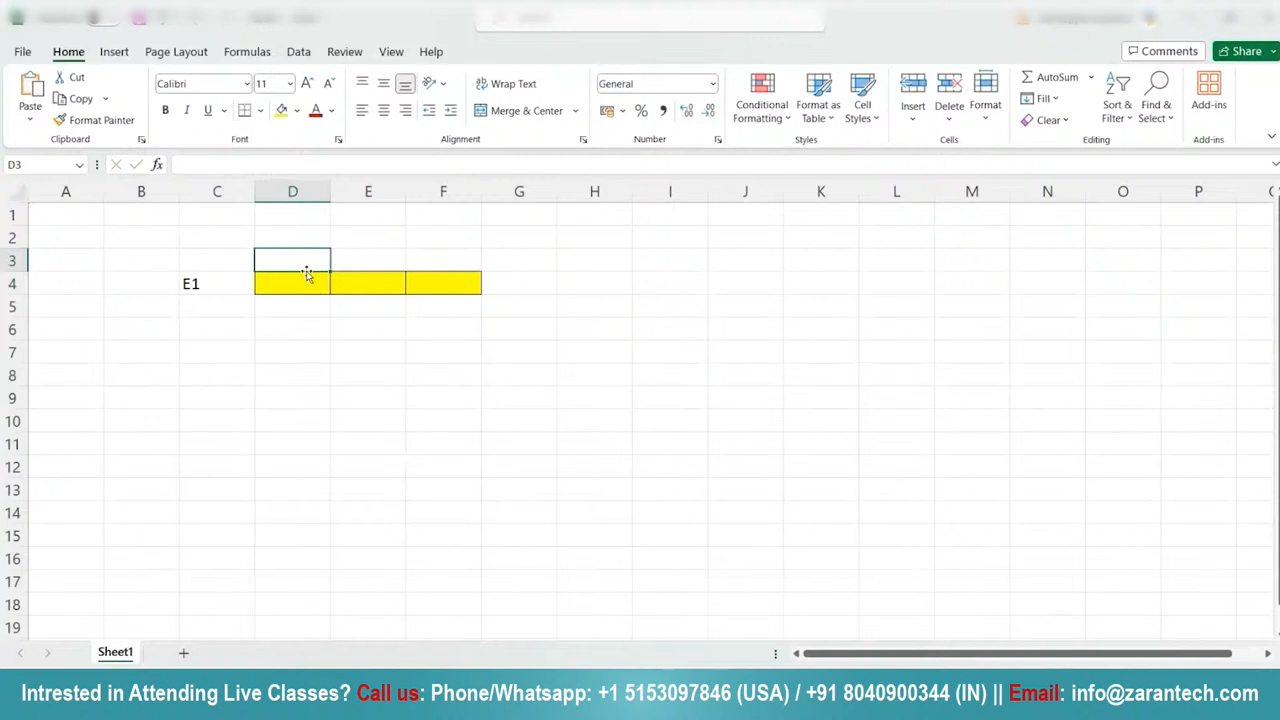 File Home Insert Page Layout Formulas Data Review View Help Comments Share
Paste Cut Copy Format Painter Clipboard
Calibri 11 B I U A Font
Wrap Text Merge & Center Alignment
General % Number
Conditional Formatting Format as Table Cell Styles Styles
Insert Delete Format Cells
AutoSum Fill Clear Sort & Filter Find & Select Editing
Add-ins Add-ins
D3 fx
A B C D E F G H I J K L M N O P
1
2
3
4 E1
5
6
7
8
9
10
11
12
13
14
15
16
17
18
19
Sheet1
Intrested in Attending Live Classes? Call us: Phone/Whatsapp: +1 5153097846 (USA) / +91 8040900344 (IN) || Email: info@zarantech.com